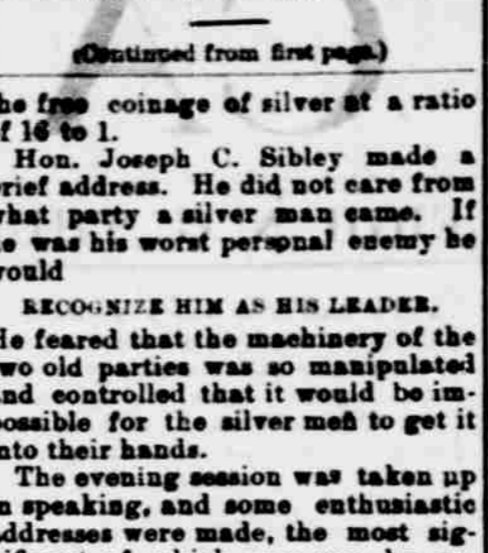 (Continued from first page.)
he free coinage of silver at a ratio
f 16 to 1.
Hon. Joseph C. Sibley made a
rief address. He did not care from
hat party a silver man came. If
e was his worst personal enemy he
ould
RECOGNIZE HIM AS HIS LEADER.
He feared that the machinery of the
wo old parties was so manipulated
nd controlled that it would be im-
possible for the silver men to get it
nto their hands.
The evening session was taken up
n speaking, and some enthusiastic
ddresses were made, the most sig-